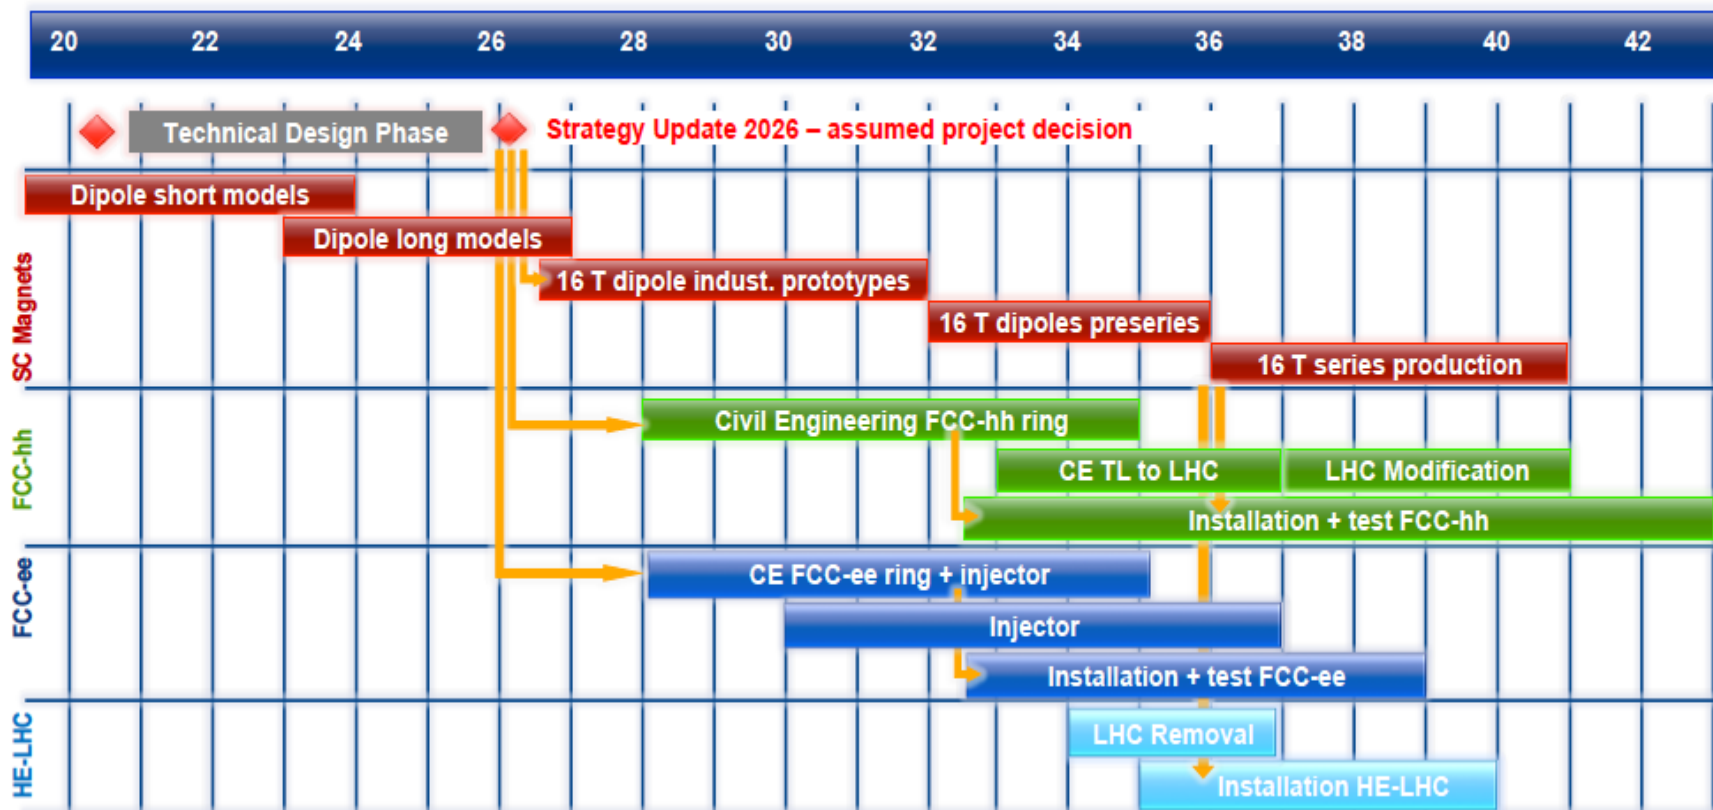 20 22 24 26 28 30 32 34 36 38 40 42
Technical Design Phase
Strategy Update 2026 – assumed project decision
SC Magnets
Dipole short models
Dipole long models
16 T dipole indust. prototypes
16 T dipoles preseries
16 T series production
FCC-hh
Civil Engineering FCC-hh ring
CE TL to LHC
LHC Modification
Installation + test FCC-hh
FCC-ee
CE FCC-ee ring + injector
Injector
Installation + test FCC-ee
HE-LHC
LHC Removal
Installation HE-LHC